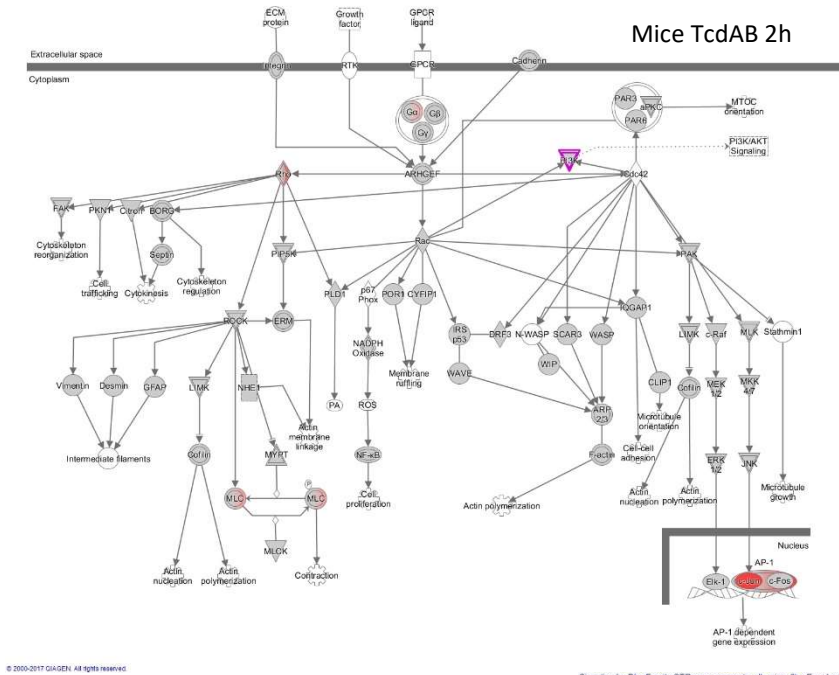 Mice TcdAB 2h
ECM
protein
Growth
factor
GPCR
ligand
Extracellular space
Cytoplasm
Integrin
RTK
GPCR
Cadherin
Gα
Gβ
Gγ
PAR3
aPKC
PAR6
MTOC
orientation
PI3K/AKT
Signaling
PI3K
Rho
ARHGEF
Cdc42
FAK
PKN1
Citron
BORG
Cytoskeleton
reorganization
Septin
Cell
trafficking
Cytokinesis
Cytoskeleton
regulation
PIP5K
Rac
PAK
PLD1
p67
Phox
POR1
CYFIP1
IQGAP1
ROCK
ERM
NADPH
Oxidase
IRS
p53
DRF3
N-WASP
SCAR3
WASP
LIMK
c-Raf
MLK
Stathmin1
Membrane
ruffling
WAVE
WIP
CLIP1
Cofilin
MEK
1/2
MKK
4/7
Vimentin
Desmin
GFAP
LIMK
NHE1
PA
ROS
ARP
2/3
Microtubule
orientation
Actin
membrane
linkage
Intermediate filaments
Cofilin
MYPT
NF-κB
F-actin
Cell-cell
adhesion
ERK
1/2
JNK
MLC
P
MLC
Cell
proliferation
Actin polymerization
Actin
nucleation
Actin
polymerization
Microtubule
growth
MLCK
Actin
nucleation
Actin
polymerization
Contraction
Nucleus
AP-1
Elk-1
c-Jun
c-Fos
AP-1 dependent
gene expression
© 2000-2017 QIAGEN. All rights reserved.